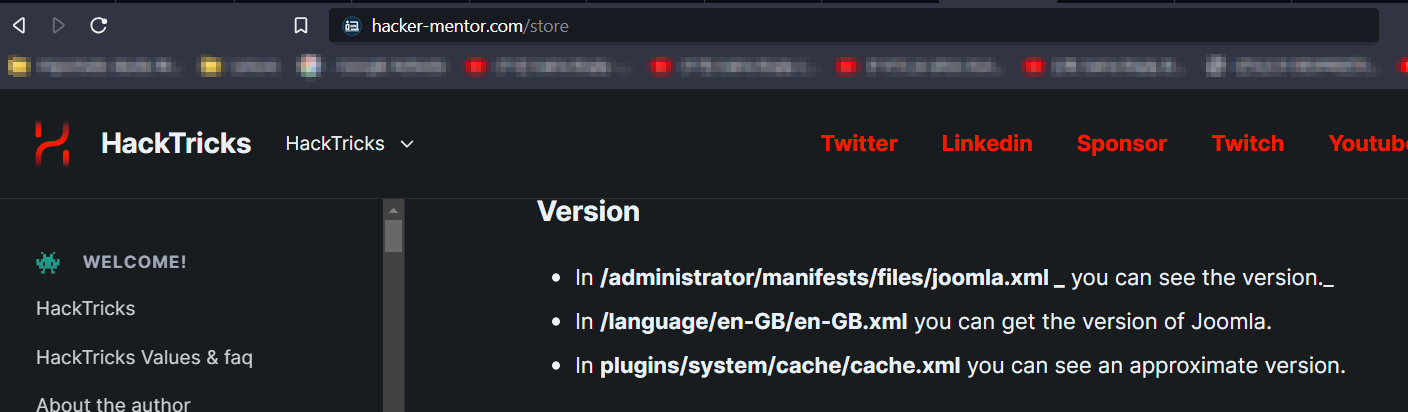 hacker-mentor.com/store
HackTricks HackTricks Twitter Linkedin Sponsor Twitch Youtube
WELCOME!
HackTricks
HackTricks Values & faq
About the author
Version
• In /administrator/manifests/files/joomla.xml _ you can see the version._
• In /language/en-GB/en-GB.xml you can get the version of Joomla.
• In plugins/system/cache/cache.xml you can see an approximate version.